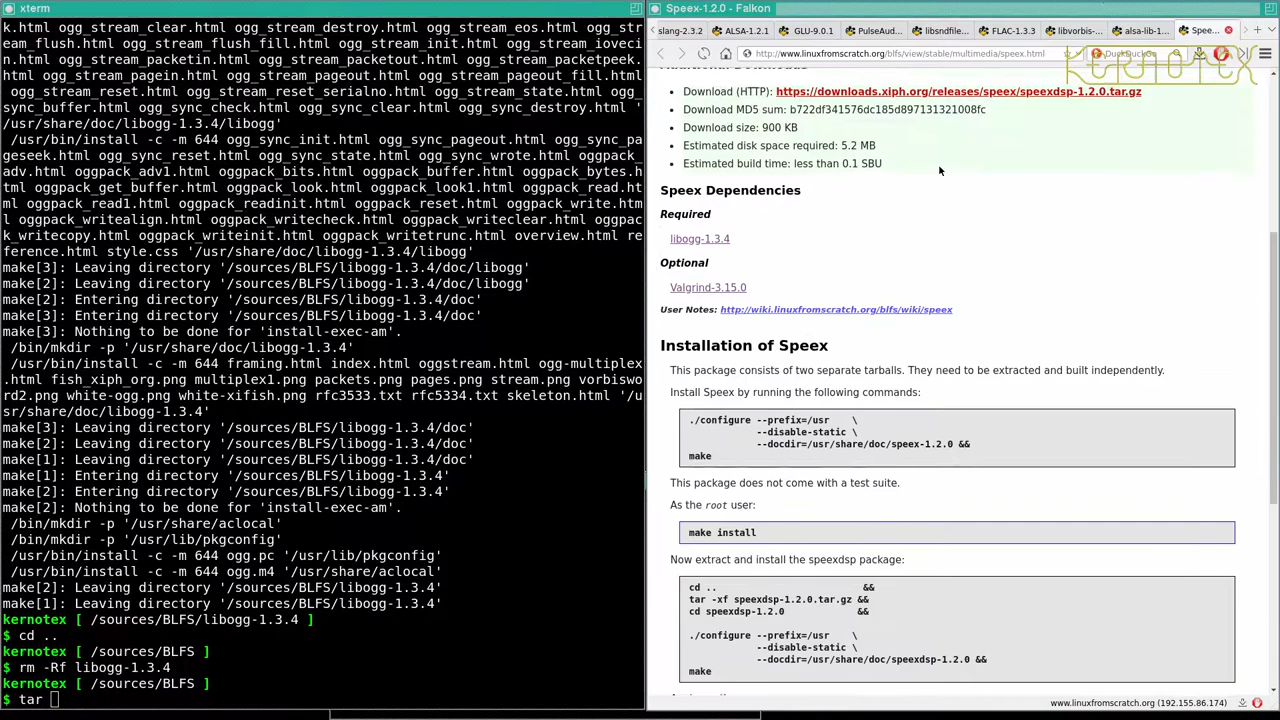 xterm
k.html ogg_stream_clear.html ogg_stream_destroy.html ogg_stream_eos.html ogg_str
eam_flush.html ogg_stream_flush_fill.html ogg_stream_init.html ogg_stream_ioveci
n.html ogg_stream_packetin.html ogg_stream_packetout.html ogg_stream_packetpeek.
html ogg_stream_pagein.html ogg_stream_pageout.html ogg_stream_pageout_fill.html
ogg_stream_reset.html ogg_stream_reset_serialno.html ogg_stream_state.html ogg_
sync_buffer.html ogg_sync_check.html ogg_sync_clear.html ogg_sync_destroy.html '
/usr/share/doc/libogg-1.3.4/libogg'
/usr/bin/install -c -m 644 ogg_sync_init.html ogg_sync_pageout.html ogg_sync_pa
geseek.html ogg_sync_reset.html ogg_sync_state.html ogg_sync_wrote.html oggpack_
adv.html oggpack_adv1.html oggpack_bits.html oggpack_buffer.html oggpack_bytes.h
tml oggpack_get_buffer.html oggpack_look.html oggpack_look1.html oggpack_read.ht
ml oggpack_read1.html oggpack_readinit.html oggpack_reset.html oggpack_write.htm
l oggpack_writealign.html oggpack_writecheck.html oggpack_writeclear.html oggpac
k_writecopy.html oggpack_writeinit.html oggpack_writetrunc.html overview.html re
ference.html style.css '/usr/share/doc/libogg-1.3.4/libogg'
make[3]: Leaving directory '/sources/BLFS/libogg-1.3.4/doc/libogg'
make[2]: Leaving directory '/sources/BLFS/libogg-1.3.4/doc/libogg'
make[2]: Entering directory '/sources/BLFS/libogg-1.3.4/doc'
make[3]: Entering directory '/sources/BLFS/libogg-1.3.4/doc'
make[3]: Nothing to be done for 'install-exec-am'.
/bin/mkdir -p '/usr/share/doc/libogg-1.3.4'
/usr/bin/install -c -m 644 framing.html index.html oggstream.html ogg-multiplex
.html fish_xiph_org.png multiplex1.png packets.png pages.png stream.png vorbiswo
rd2.png white-ogg.png white-xifish.png rfc3533.txt rfc5334.txt skeleton.html '/u
sr/share/doc/libogg-1.3.4'
make[3]: Leaving directory '/sources/BLFS/libogg-1.3.4/doc'
make[2]: Leaving directory '/sources/BLFS/libogg-1.3.4/doc'
make[1]: Leaving directory '/sources/BLFS/libogg-1.3.4/doc'
make[1]: Entering directory '/sources/BLFS/libogg-1.3.4'
make[2]: Entering directory '/sources/BLFS/libogg-1.3.4'
make[2]: Nothing to be done for 'install-exec-am'.
/bin/mkdir -p '/usr/share/aclocal'
/bin/mkdir -p '/usr/lib/pkgconfig'
/usr/bin/install -c -m 644 ogg.pc '/usr/lib/pkgconfig'
/usr/bin/install -c -m 644 ogg.m4 '/usr/share/aclocal'
make[2]: Leaving directory '/sources/BLFS/libogg-1.3.4'
make[1]: Leaving directory '/sources/BLFS/libogg-1.3.4'
kernotex [ /sources/BLFS/libogg-1.3.4 ]
$ cd ..
kernotex [ /sources/BLFS ]
$ rm -Rf libogg-1.3.4
kernotex [ /sources/BLFS ]
$ tar
Speex-1.2.0 - Falkon
slang-2.3.2 ALSA-1.2.1 GLU-9.0.1 PulseAud... libsndfile... FLAC-1.3.3 libvorbis-... alsa-lib-1... Spee...
http://www.linuxfromscratch.org/blfs/view/stable/multimedia/speex.html DuckDuckGo
KERNOTEX
Additional Downloads
• Download (HTTP): https://downloads.xiph.org/releases/speex/speexdsp-1.2.0.tar.gz
• Download MD5 sum: b722df341576dc185d897131321008fc
• Download size: 900 KB
• Estimated disk space required: 5.2 MB
• Estimated build time: less than 0.1 SBU
Speex Dependencies
Required
libogg-1.3.4
Optional
Valgrind-3.15.0
User Notes: http://wiki.linuxfromscratch.org/blfs/wiki/speex
Installation of Speex
This package consists of two separate tarballs. They need to be extracted and built independently.
Install Speex by running the following commands:
./configure --prefix=/usr \
--disable-static \
--docdir=/usr/share/doc/speex-1.2.0 &&
make
This package does not come with a test suite.
As the root user:
make install
Now extract and install the speexdsp package:
cd .. &&
tar -xf speexdsp-1.2.0.tar.gz &&
cd speexdsp-1.2.0 &&
./configure --prefix=/usr \
--disable-static \
--docdir=/usr/share/doc/speexdsp-1.2.0 &&
make
www.linuxfromscratch.org (192.155.86.174)